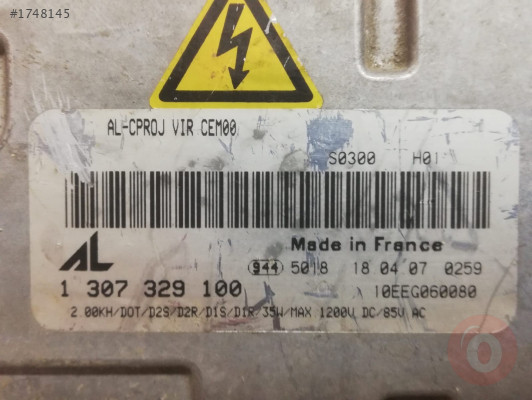 #1748145
AL-CPROJ VIR CEM00
S0300 H01
AL
Made in France
944 5018 18 04 07 0259
1 307 329 100
10EEG060080
2.00KH/DOT/D2S/D2R/D1S/D1R/35W/MAX 1200V DC/85V AC